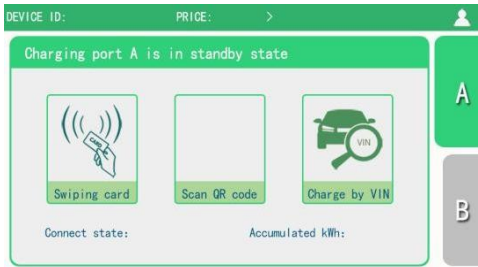 DEVICE ID: PRICE: >
Charging port A is in standby state
A
CARD
VIN
Swiping card Scan QR code Charge by VIN
B
Connect state: Accumulated kWh: